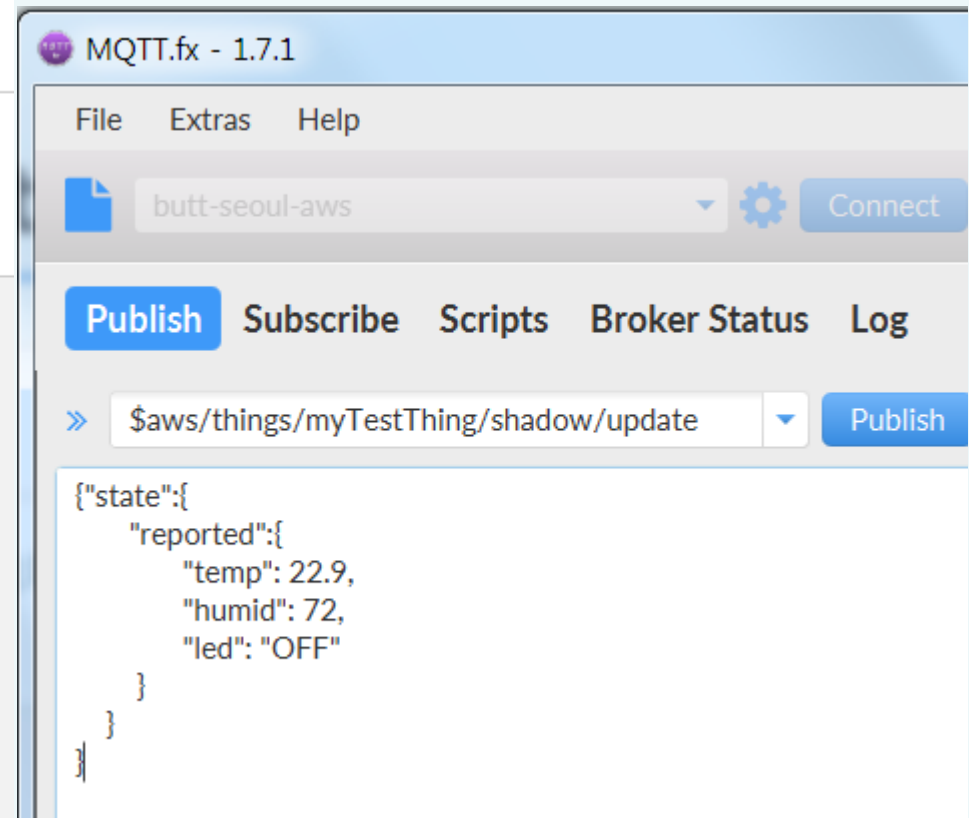 MQTT.fx - 1.7.1
File Extras Help
butt-seoul-aws Connect
Publish Subscribe Scripts Broker Status Log
$aws/things/myTestThing/shadow/update Publish
{"state":{
"reported":{
"temp": 22.9,
"humid": 72,
"led": "OFF"
}
}
}